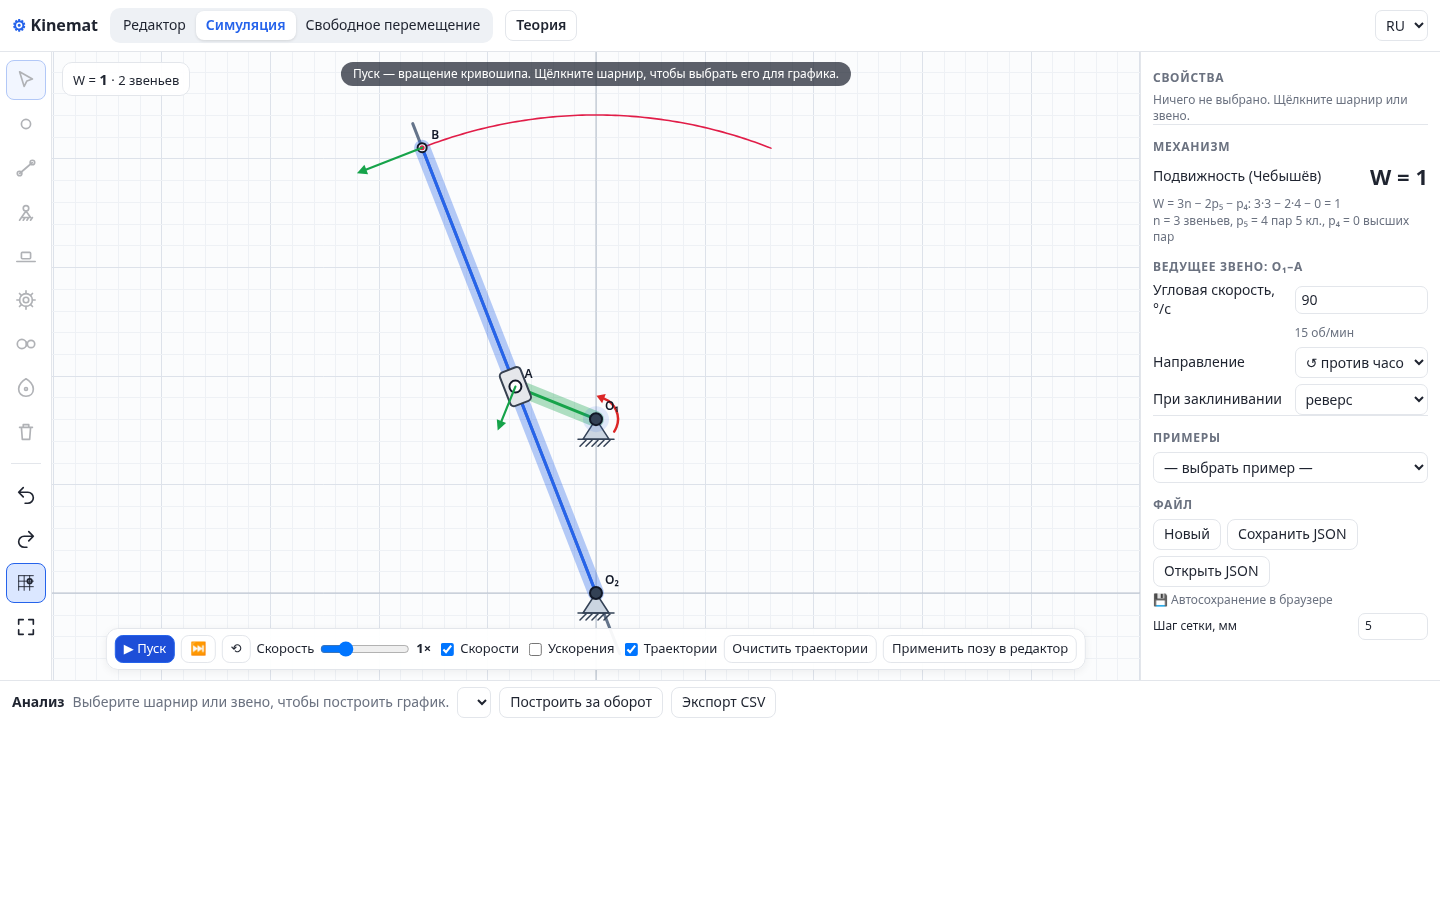 Kinemat
Редактор
Симуляция
Свободное перемещение
Теория
RU
W = 1 · 2 звеньев
Пуск — вращение кривошипа. Щёлкните шарнир, чтобы выбрать его для графика.
B
A
O₁
O₂
СВОЙСТВА
Ничего не выбрано. Щёлкните шарнир или
звено.
МЕХАНИЗМ
Подвижность (Чебышёв)
W = 1
W = 3n − 2p₅ − p₄: 3·3 − 2·4 − 0 = 1
n = 3 звеньев, p₅ = 4 пар 5 кл., p₄ = 0 высших
пар
ВЕДУЩЕЕ ЗВЕНО: O₁–A
Угловая скорость,
°/с
90
15 об/мин
Направление
↺ против часо
При заклинивании
реверс
ПРИМЕРЫ
— выбрать пример —
ФАЙЛ
Новый
Сохранить JSON
Открыть JSON
💾 Автосохранение в браузере
Шаг сетки, мм
5
▶ Пуск
Скорость
1×
Скорости
Ускорения
Траектории
Очистить траектории
Применить позу в редактор
Анализ
Выберите шарнир или звено, чтобы построить график.
Построить за оборот
Экспорт CSV